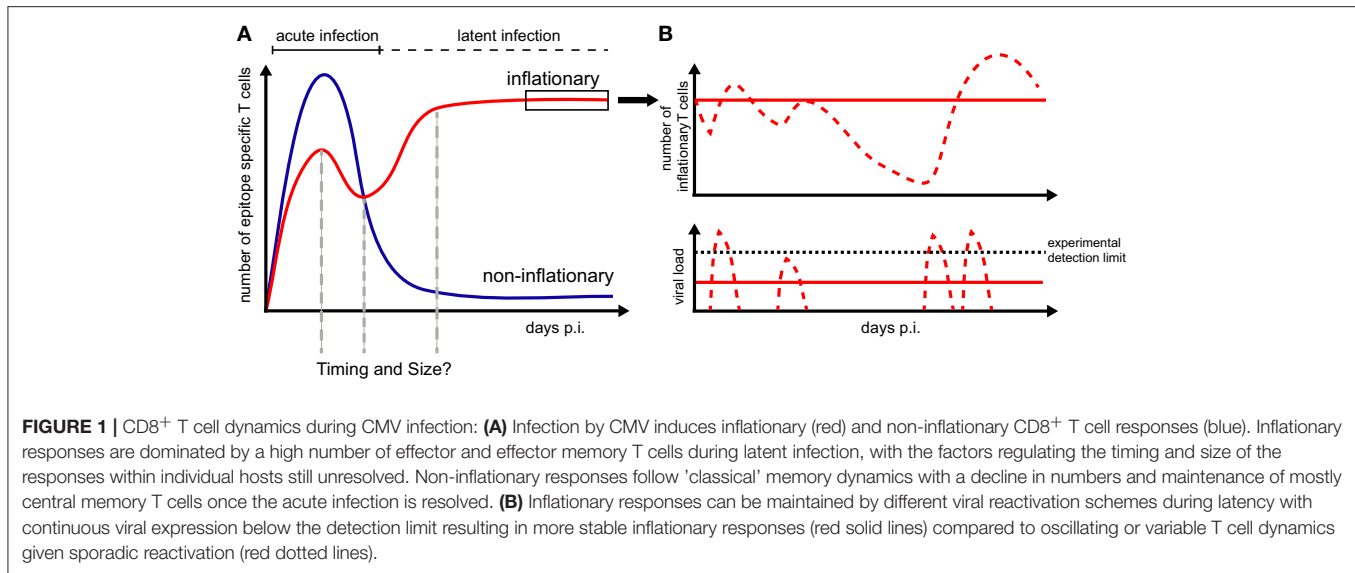 A
acute infection
latent infection
number of epitope specific T cells
inflationary
non-inflationary
days p.i.
Timing and Size?
B
number of
inflationary T cells
viral load
experimental
detection limit
days p.i.
FIGURE 1 | CD8+ T cell dynamics during CMV infection: (A) Infection by CMV induces inflationary (red) and non-inflationary CD8+ T cell responses (blue). Inflationary
responses are dominated by a high number of effector and effector memory T cells during latent infection, with the factors regulating the timing and size of the
responses within individual hosts still unresolved. Non-inflationary responses follow 'classical' memory dynamics with a decline in numbers and maintenance of mostly
central memory T cells once the acute infection is resolved. (B) Inflationary responses can be maintained by different viral reactivation schemes during latency with
continuous viral expression below the detection limit resulting in more stable inflationary responses (red solid lines) compared to oscillating or variable T cell dynamics
given sporadic reactivation (red dotted lines).